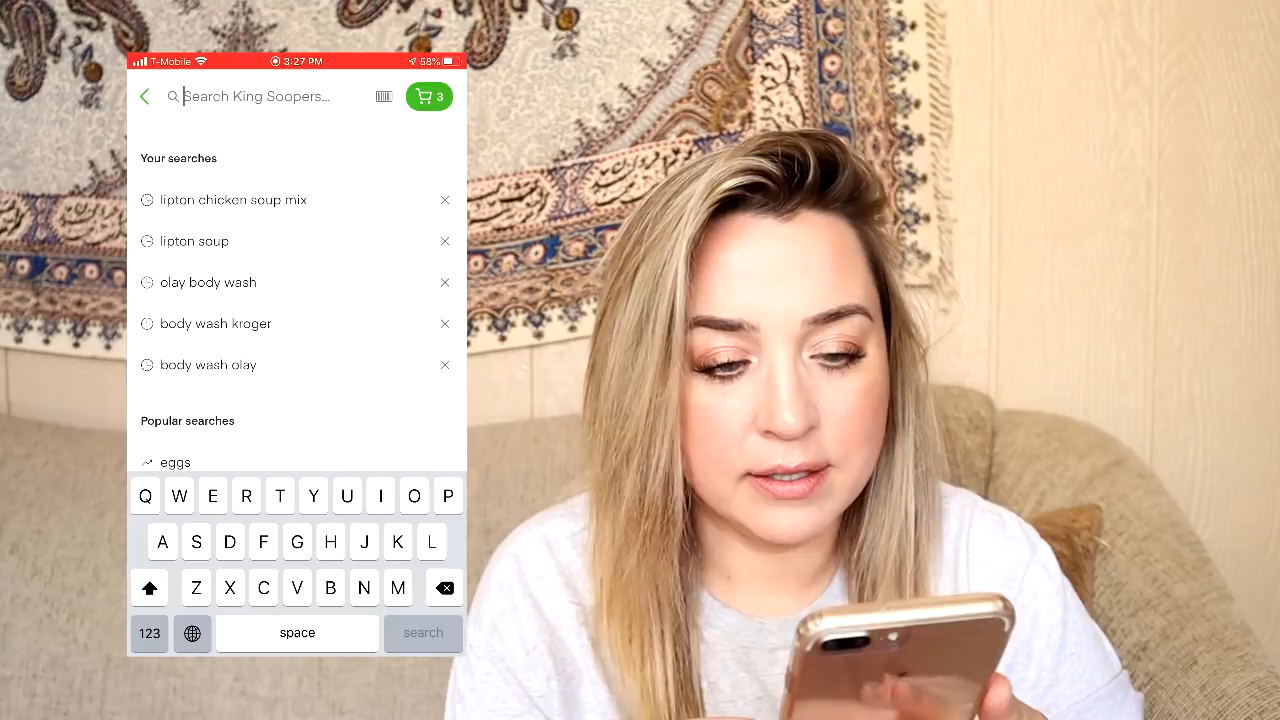 T-Mobile 3:27 PM 58%
Search King Soopers... 3
Your searches
lipton chicken soup mix
lipton soup
olay body wash
body wash kroger
body wash olay
Popular searches
eggs
Q W E R T Y U I O P
A S D F G H J K L
Z X C V B N M
123 space search